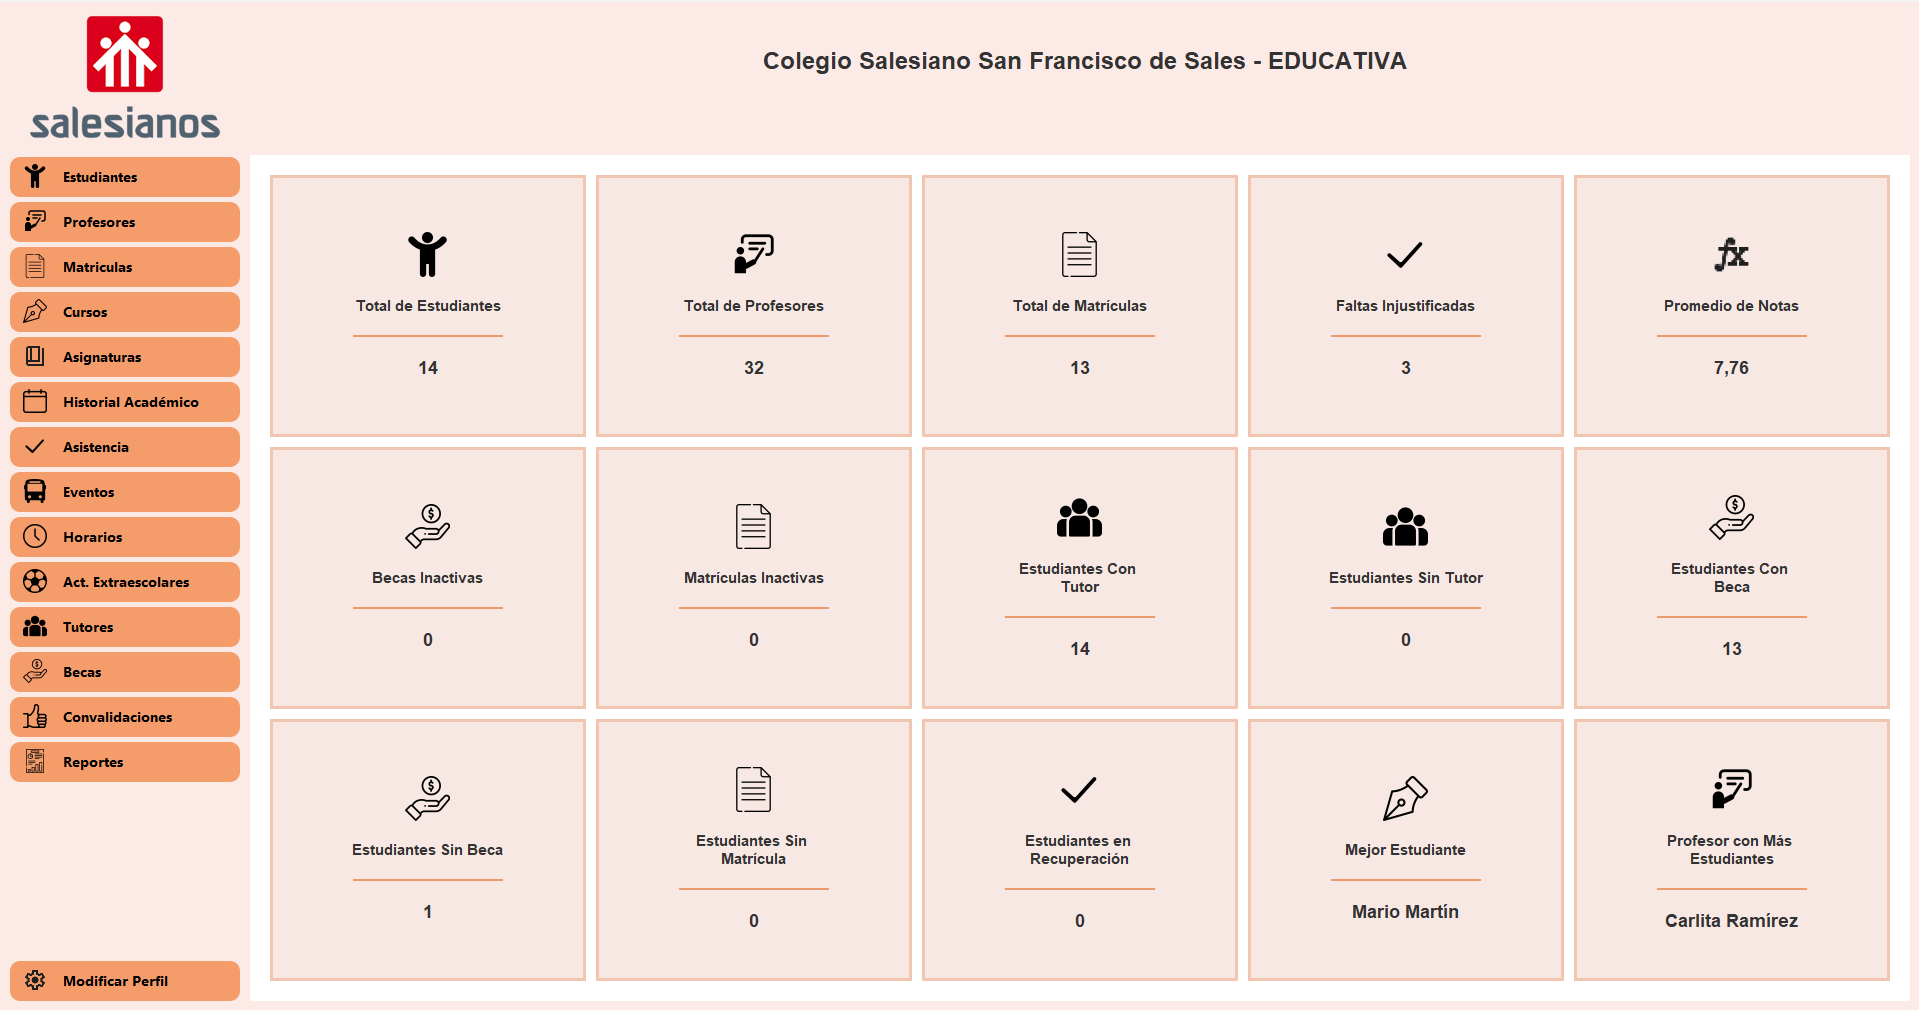 salesianos
Colegio Salesiano San Francisco de Sales - EDUCATIVA
Estudiantes
Profesores
Matriculas
Cursos
Asignaturas
Historial Académico
Asistencia
Eventos
Horarios
Act. Extraescolares
Tutores
Becas
Convalidaciones
Reportes
Modificar Perfil
Total de Estudiantes
14
Total de Profesores
32
Total de Matrículas
13
Faltas Injustificadas
3
Promedio de Notas
7,76
Becas Inactivas
0
Matrículas Inactivas
0
Estudiantes Con
Tutor
14
Estudiantes Sin Tutor
0
Estudiantes Con
Beca
13
Estudiantes Sin Beca
1
Estudiantes Sin
Matrícula
0
Estudiantes en
Recuperación
0
Mejor Estudiante
Mario Martín
Profesor con Más
Estudiantes
Carlita Ramírez